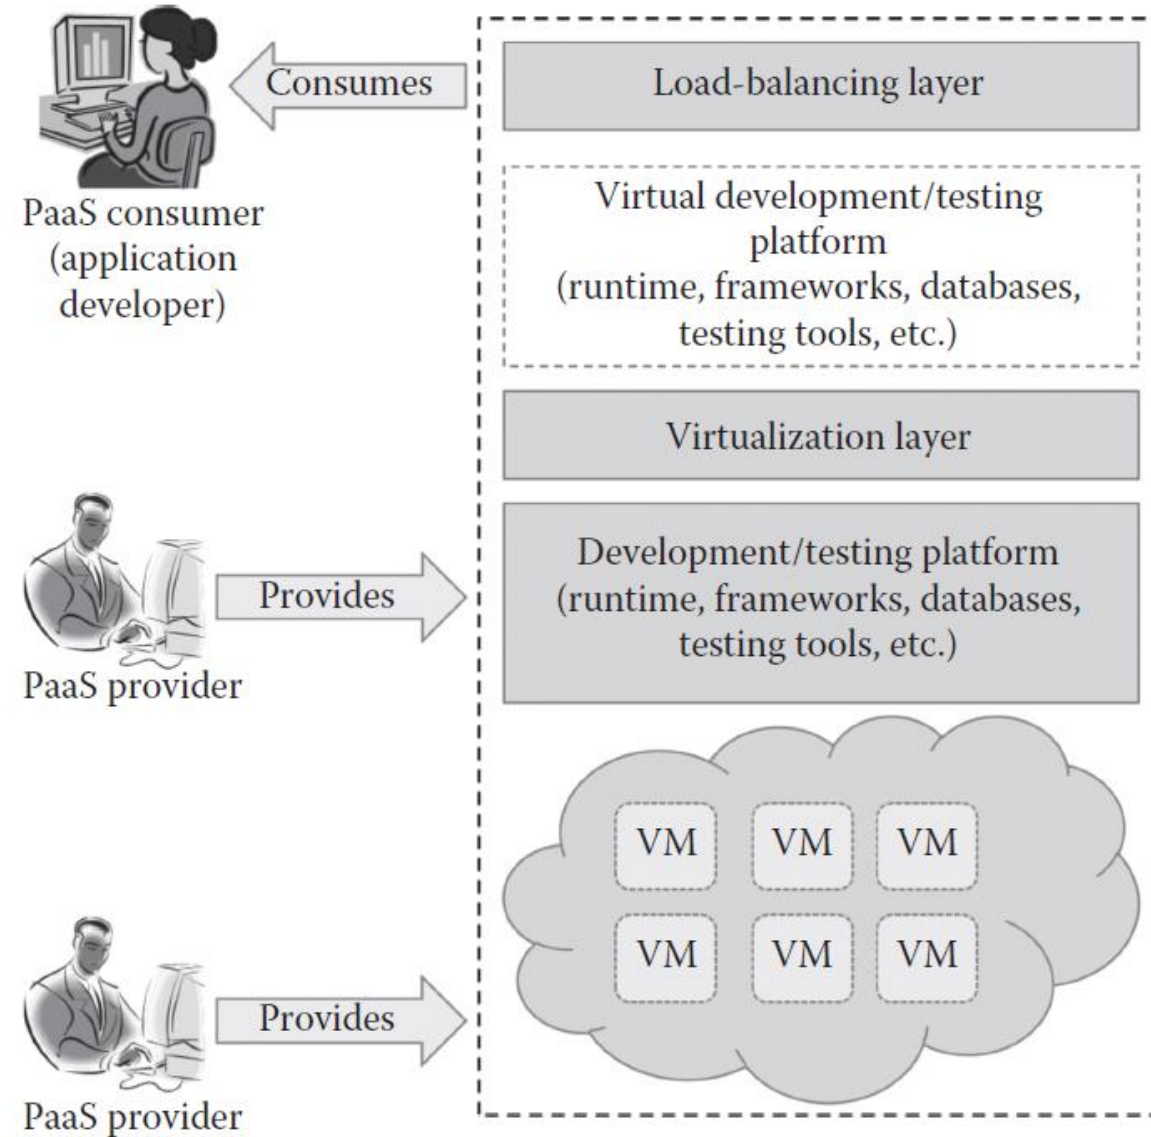 Consumes
PaaS consumer
(application
developer)
Load-balancing layer
Virtual development/testing
platform
(runtime, frameworks, databases,
testing tools, etc.)
Virtualization layer
Provides
PaaS provider
Development/testing platform
(runtime, frameworks, databases,
testing tools, etc.)
VM VM VM
VM VM VM
Provides
PaaS provider